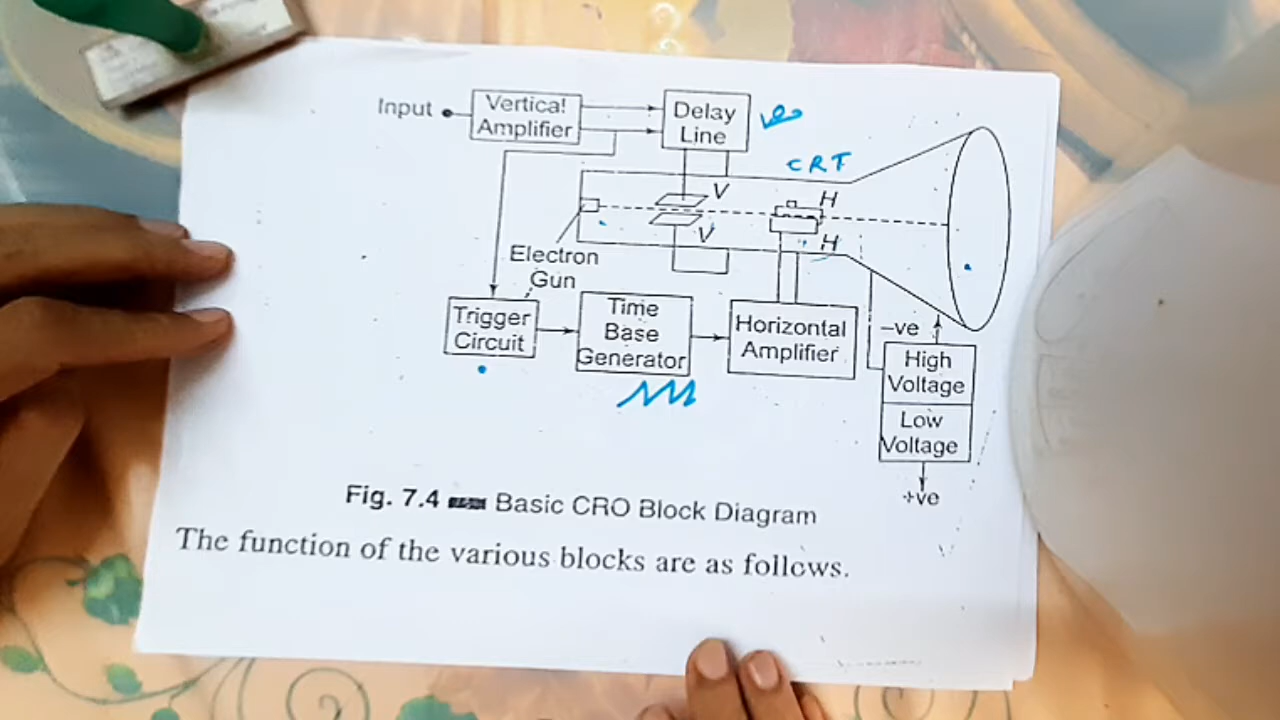 Input
Vertical
Amplifier
Delay
Line
CRT
V
H
V
H
Electron
Gun
Trigger
Circuit
Time
Base
Generator
Horizontal
Amplifier
–ve
High
Voltage
Low
Voltage
+ve
Fig. 7.4 Basic CRO Block Diagram
The function of the various blocks are as follows.